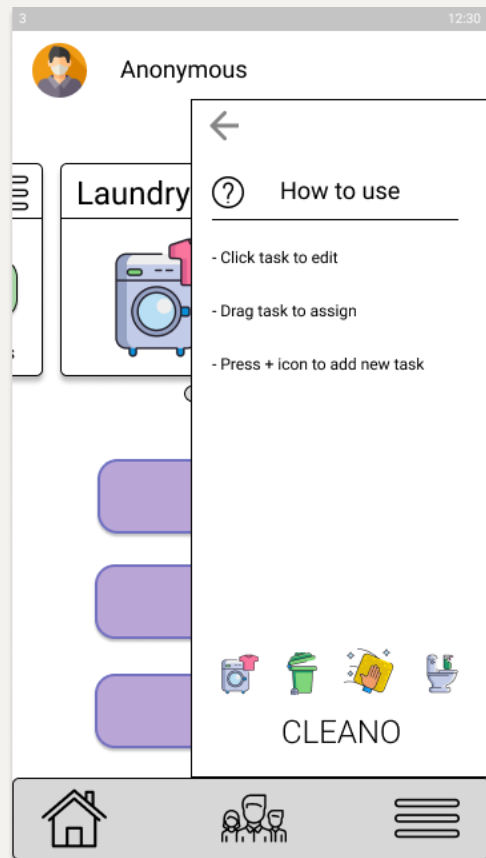 3
12:30
Anonymous
Laundry
s
How to use
- Click task to edit
- Drag task to assign
- Press + icon to add new task
CLEANO